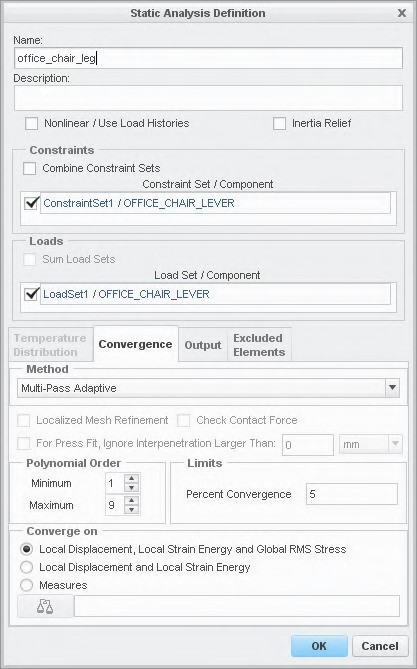 Static Analysis Definition
Name:
office_chair_leg
Description:
Nonlinear / Use Load Histories
Inertia Relief
Constraints
Combine Constraint Sets
Constraint Set / Component
ConstraintSet1 / OFFICE_CHAIR_LEVER
Loads
Sum Load Sets
Load Set / Component
LoadSet1 / OFFICE_CHAIR_LEVER
Temperature Distribution
Convergence
Output
Excluded Elements
Method
Multi-Pass Adaptive
Localized Mesh Refinement
Check Contact Force
For Press Fit, Ignore Interpenetration Larger Than: 0 mm
Polynomial Order
Minimum 1
Maximum 9
Limits
Percent Convergence 5
Converge on
Local Displacement, Local Strain Energy and Global RMS Stress
Local Displacement and Local Strain Energy
Measures
OK
Cancel